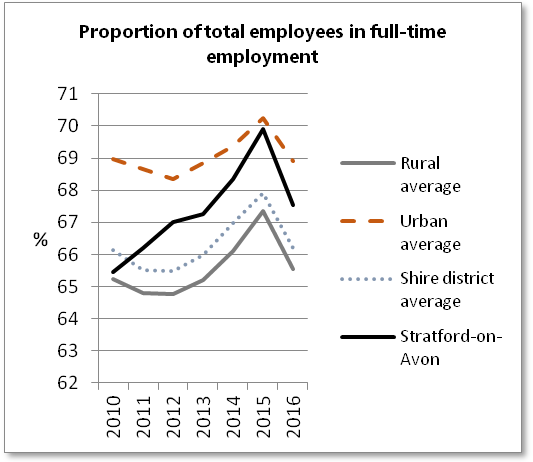 Proportion of total employees in full-time
employment
71
70
69
68
67
66
65
64
63
62
%
2010
2011
2012
2013
2014
2015
2016
Rural
average
Urban
average
Shire district
average
Stratford-on-
Avon